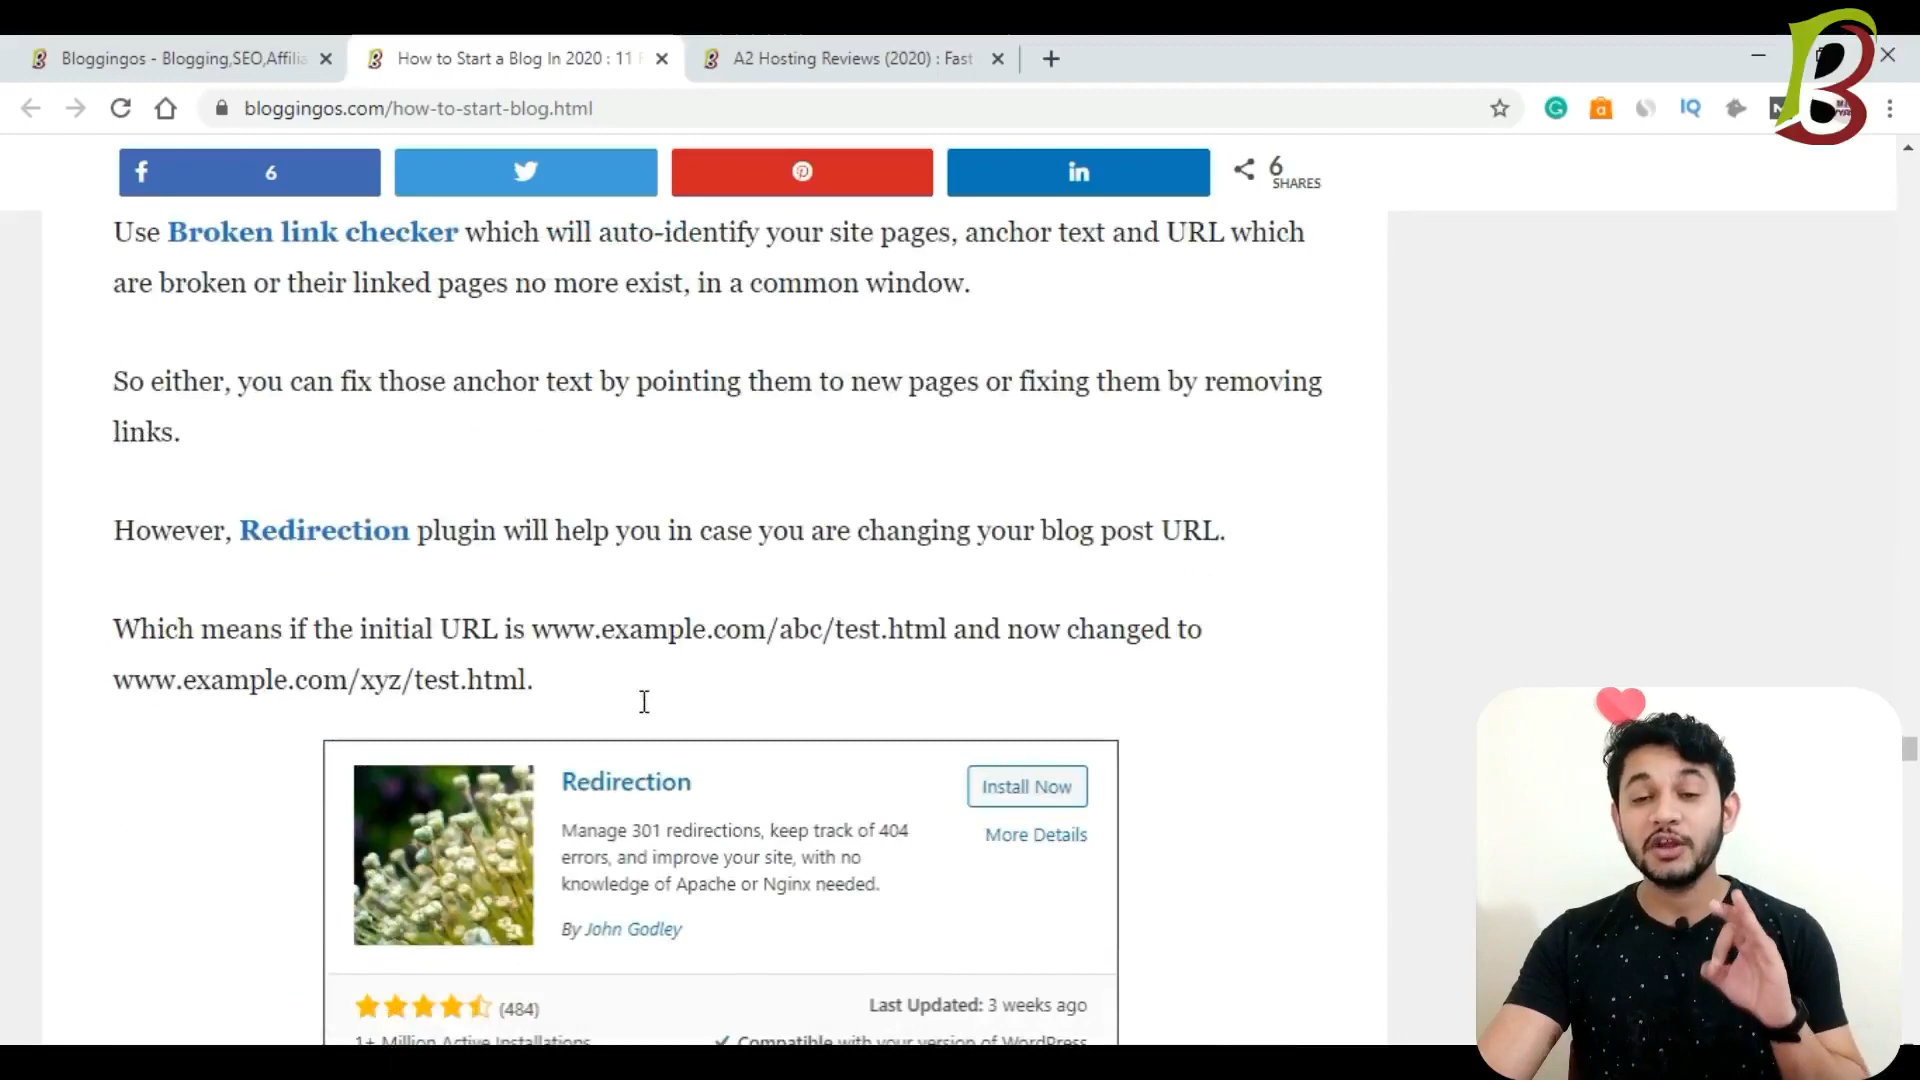 Bloggingos - Blogging,SEO,Affilia
How to Start a Blog In 2020 : 11
A2 Hosting Reviews (2020) : Fast
bloggingos.com/how-to-start-blog.html
6
6
SHARES
Use Broken link checker which will auto-identify your site pages, anchor text and URL which
are broken or their linked pages no more exist, in a common window.
So either, you can fix those anchor text by pointing them to new pages or fixing them by removing
links.
However, Redirection plugin will help you in case you are changing your blog post URL.
Which means if the initial URL is www.example.com/abc/test.html and now changed to
www.example.com/xyz/test.html.
Redirection
Install Now
More Details
Manage 301 redirections, keep track of 404
errors, and improve your site, with no
knowledge of Apache or Nginx needed.
By John Godley
(484)
Last Updated: 3 weeks ago
1+ Million Active Installations
Compatible with your version of WordPress